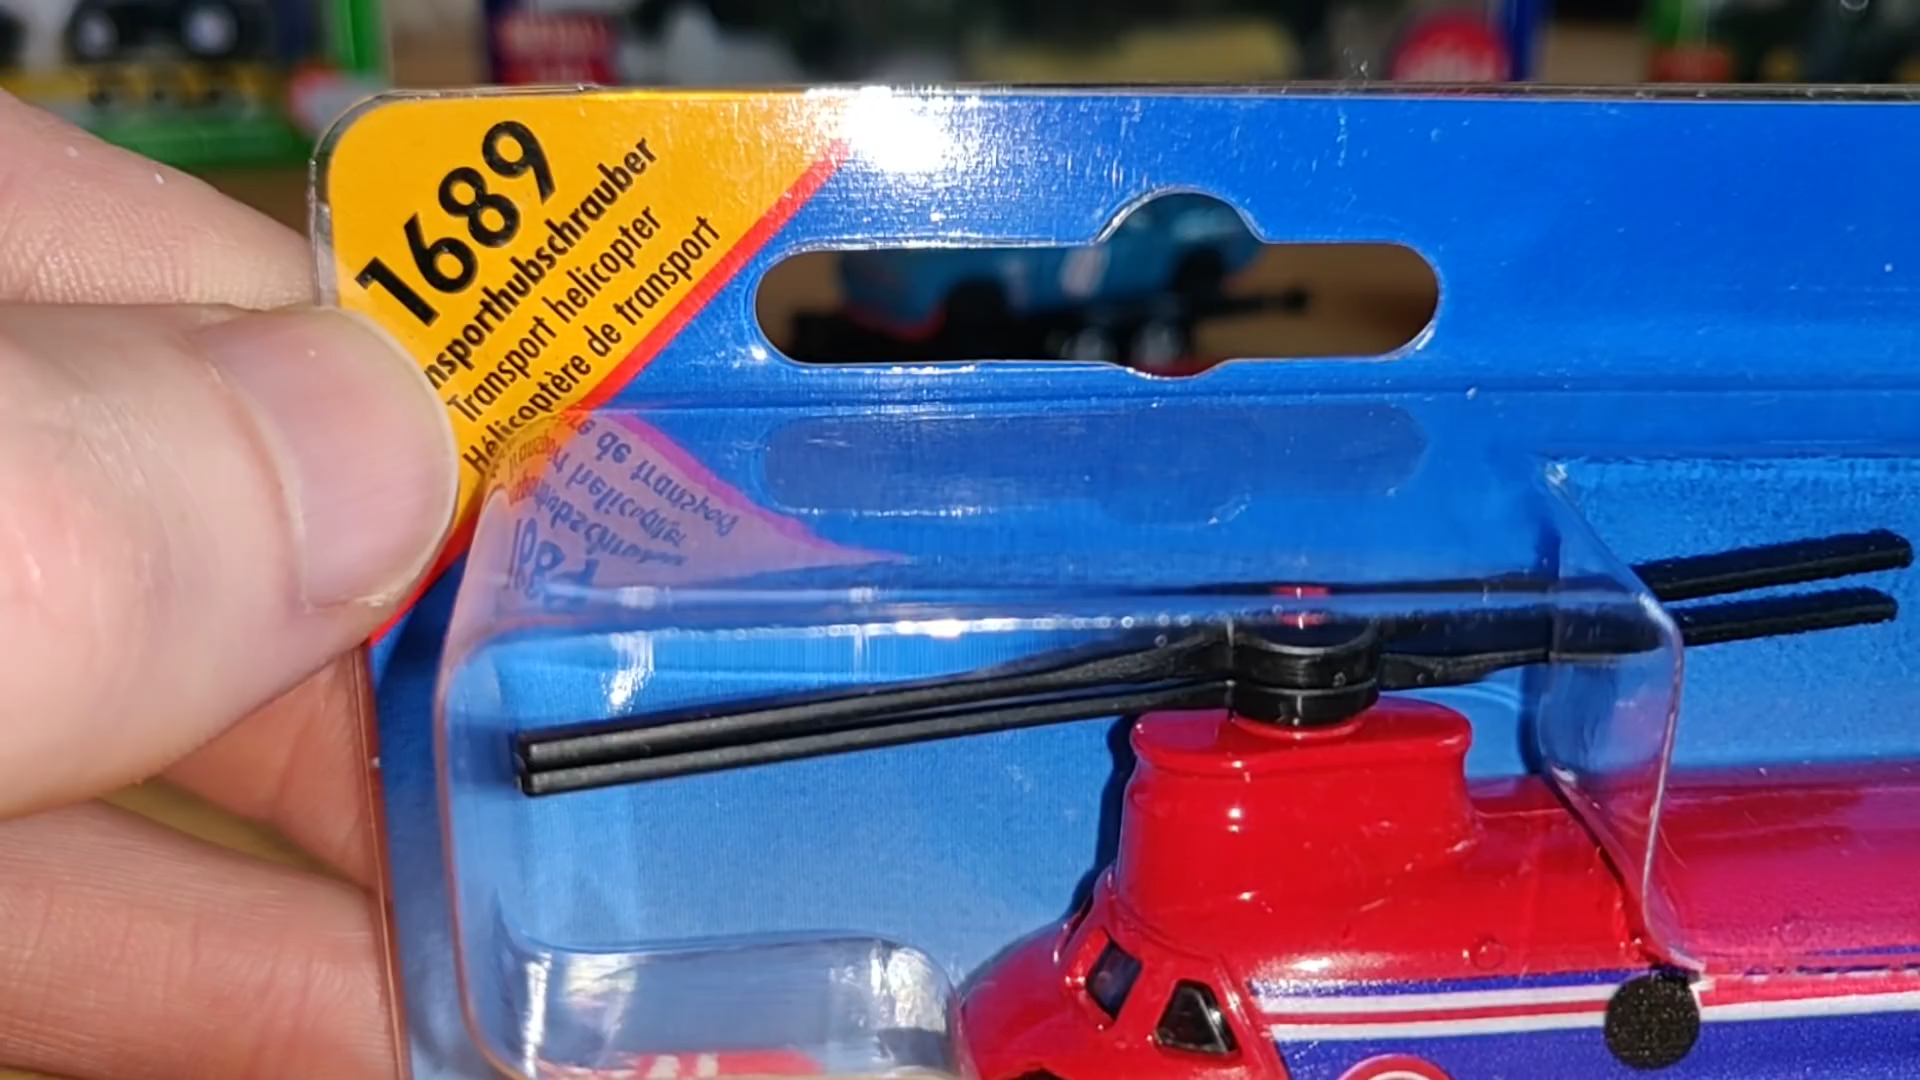 1689
nsporthubschrauber
Transport helicopter
Hélicoptère de transport